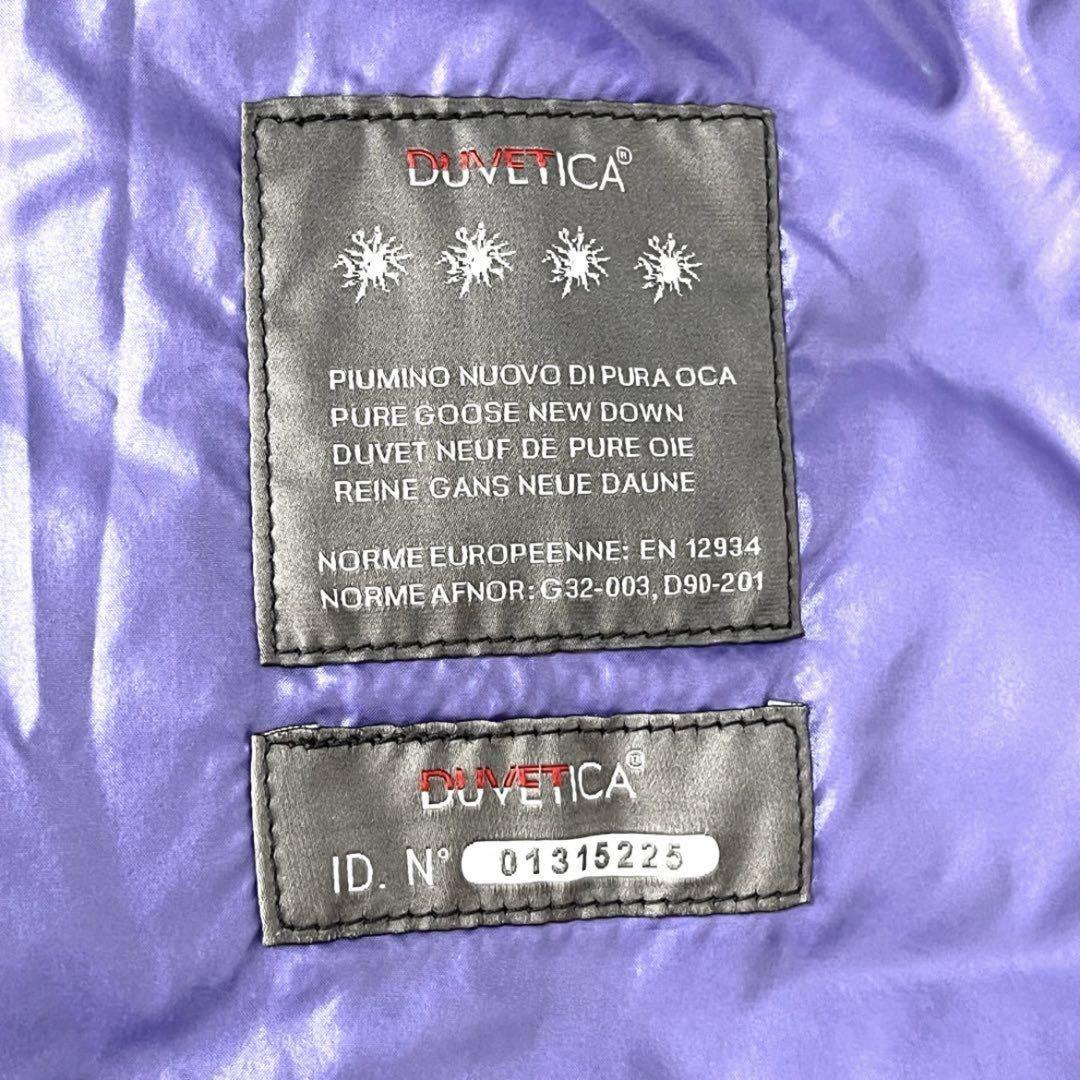 DUVETICA®
PIUMINO NUOVO DI PURA OCA
PURE GOOSE NEW DOWN
DUVET NEUF DE PURE OIE
REINE GANS NEUE DAUNE
NORME EUROPEENNE: EN 12934
NORME AFNOR: G32-003, D90-201
DUVETICA®
ID. N° 01315225